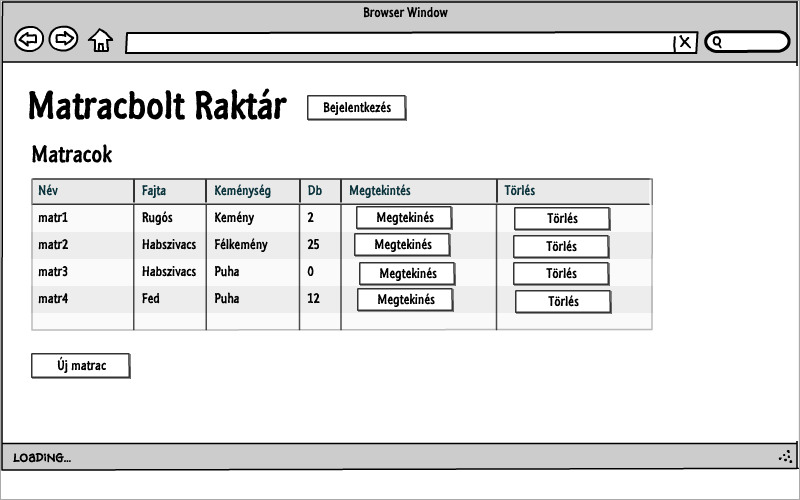 Browser Window
X
Matracbolt Raktár
Bejelentkezés
Matracok
Név Fajta Keménység Db Megtekintés Törlés
matr1 Rugós Kemény 2 Megtekinés Törlés
matr2 Habszivacs Félkemény 25 Megtekinés Törlés
matr3 Habszivacs Puha 0 Megtekinés Törlés
matr4 Fed Puha 12 Megtekinés Törlés
Új matrac
LOADING...